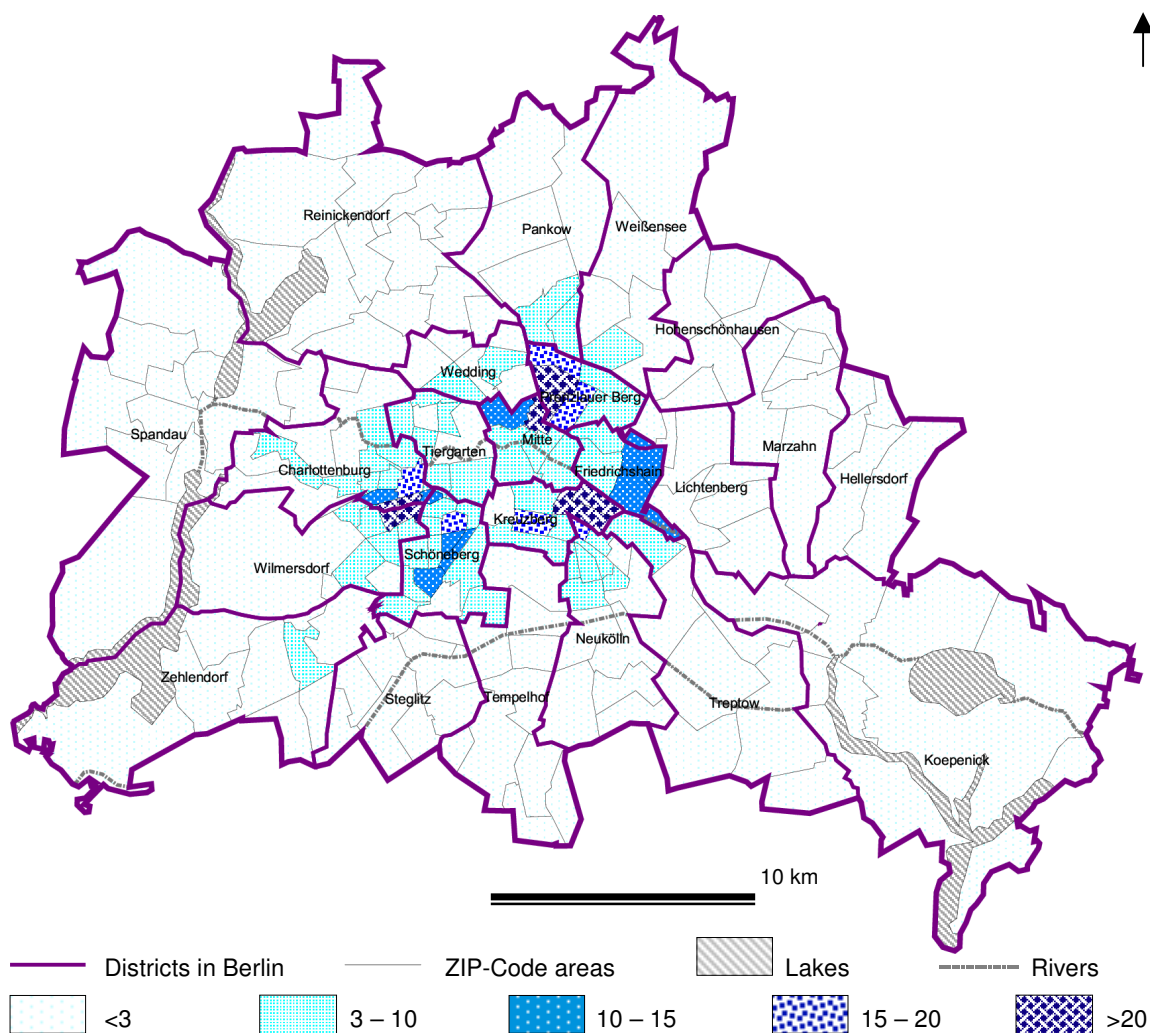 Reinickendorf
Pankow
Weißensee
Hohenschönhausen
Wedding
Prenzlauer Berg
Spandau
Charlottenburg
Tiergarten
Mitte
Friedrichshain
Lichtenberg
Marzahn
Hellersdorf
Kreuzberg
Wilmersdorf
Schöneberg
Zehlendorf
Steglitz
Tempelhof
Neukölln
Treptow
Koepenick
10 km
Districts in Berlin
ZIP-Code areas
Lakes
Rivers
<3
3 – 10
10 – 15
15 – 20
>20